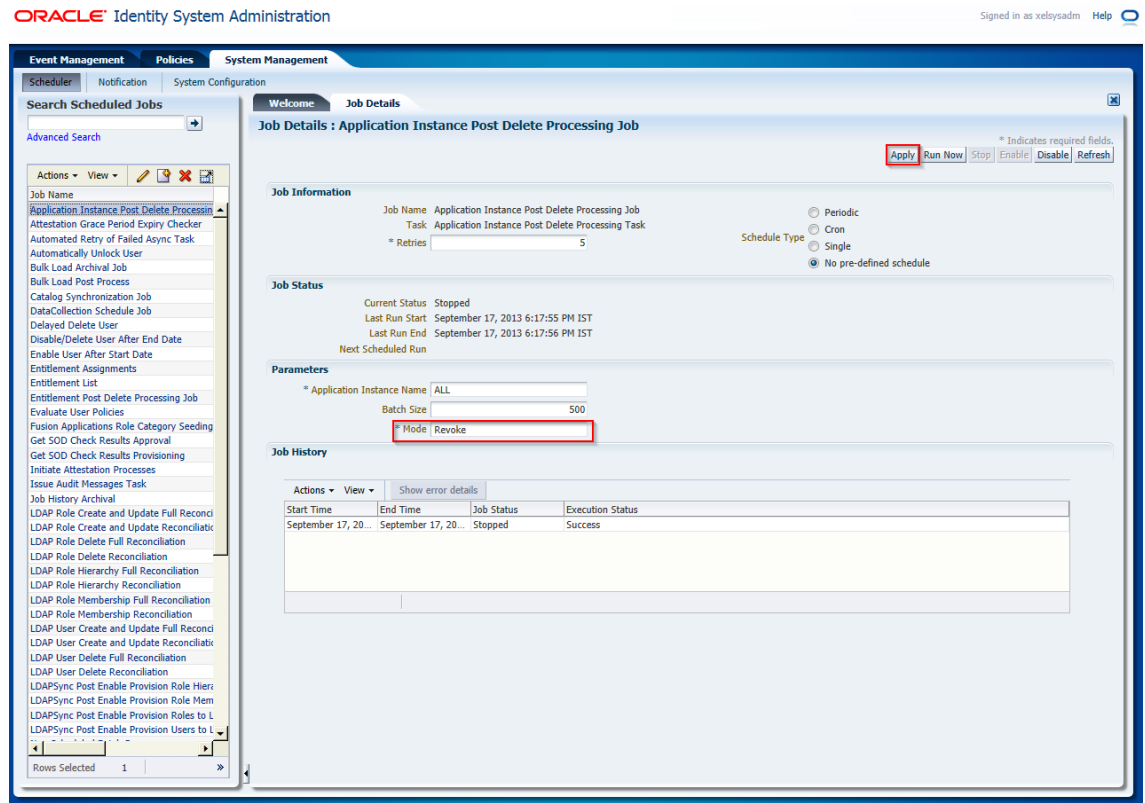 ORACLE Identity System Administration
Signed in as xelsysadm Help
Event Management Policies System Management
Scheduler Notification System Configuration
Search Scheduled Jobs
Advanced Search
Actions View
Job Name
Application Instance Post Delete Processin
Attestation Grace Period Expiry Checker
Automated Retry of Failed Async Task
Automatically Unlock User
Bulk Load Archival Job
Bulk Load Post Process
Catalog Synchronization Job
DataCollection Schedule Job
Delayed Delete User
Disable/Delete User After End Date
Enable User After Start Date
Entitlement Assignments
Entitlement List
Entitlement Post Delete Processing Job
Evaluate User Policies
Fusion Applications Role Category Seeding
Get SOD Check Results Approval
Get SOD Check Results Provisioning
Initiate Attestation Processes
Issue Audit Messages Task
Job History Archival
LDAP Role Create and Update Full Reconci
LDAP Role Create and Update Reconciliatic
LDAP Role Delete Full Reconciliation
LDAP Role Delete Reconciliation
LDAP Role Hierarchy Full Reconciliation
LDAP Role Hierarchy Reconciliation
LDAP Role Membership Full Reconciliation
LDAP Role Membership Reconciliation
LDAP User Create and Update Full Reconci
LDAP User Create and Update Reconciliatic
LDAP User Delete Full Reconciliation
LDAP User Delete Reconciliation
LDAPSync Post Enable Provision Role Hiera
LDAPSync Post Enable Provision Role Mem
LDAPSync Post Enable Provision Roles to L
LDAPSync Post Enable Provision Users to L
Rows Selected 1
Welcome Job Details
Job Details : Application Instance Post Delete Processing Job
* Indicates required fields.
Apply Run Now Stop Enable Disable Refresh
Job Information
Job Name Application Instance Post Delete Processing Job
Task Application Instance Post Delete Processing Task
* Retries 5
Schedule Type
Periodic
Cron
Single
No pre-defined schedule
Job Status
Current Status Stopped
Last Run Start September 17, 2013 6:17:55 PM IST
Last Run End September 17, 2013 6:17:56 PM IST
Next Scheduled Run
Parameters
* Application Instance Name ALL
Batch Size 500
* Mode Revoke
Job History
Actions View Show error details
Start Time End Time Job Status Execution Status
September 17, 20... September 17, 20... Stopped Success